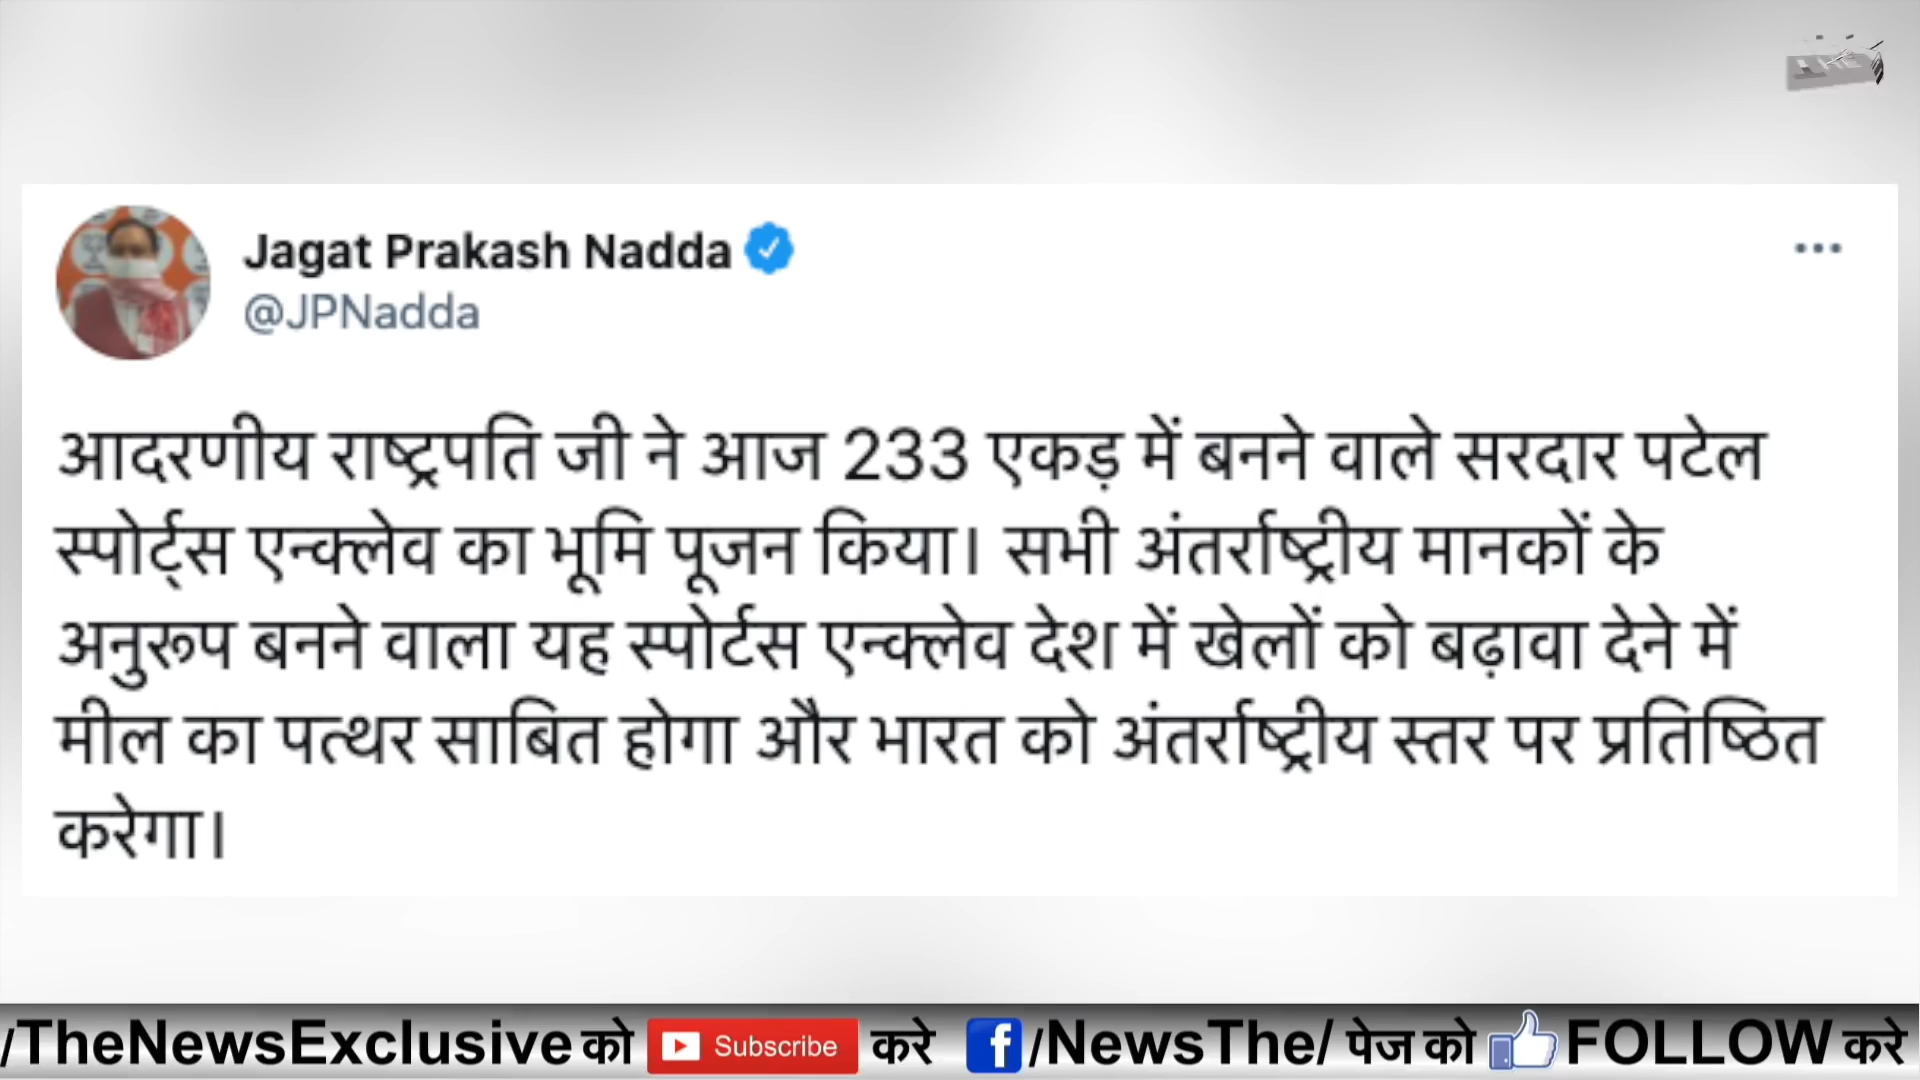 THE
Jagat Prakash Nadda
@JPNadda
आदरणीय राष्ट्रपति जी ने आज 233 एकड़ में बनने वाले सरदार पटेल
स्पोर्ट्स एन्क्लेव का भूमि पूजन किया। सभी अंतर्राष्ट्रीय मानकों के
अनुरूप बनने वाला यह स्पोर्टस एन्क्लेव देश में खेलों को बढ़ावा देने में
मील का पत्थर साबित होगा और भारत को अंतर्राष्ट्रीय स्तर पर प्रतिष्ठित
करेगा।
/TheNewsExclusive को Subscribe करे f/NewsThe/ पेज को FOLLOW करे